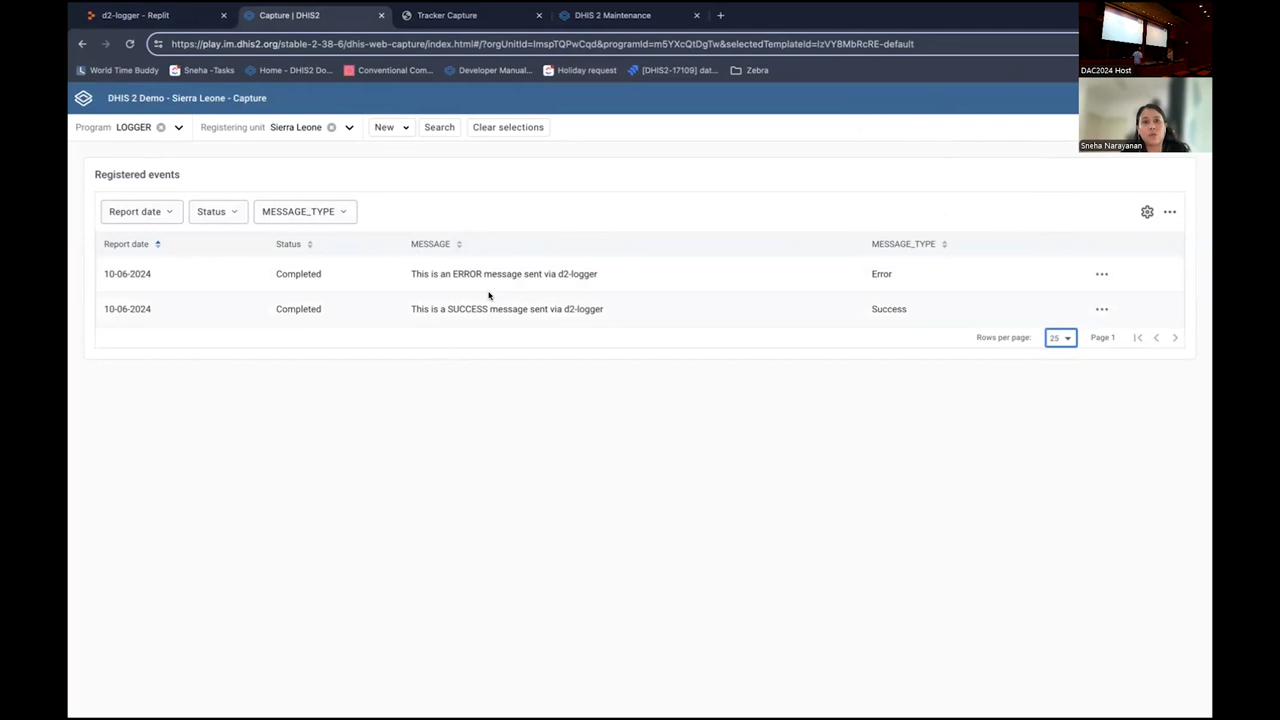 d2-logger - Replit
Capture | DHIS2
Tracker Capture
DHIS 2 Maintenance
https://play.im.dhis2.org/stable-2-38-6/dhis-web-capture/index.html#/?orgUnitId=ImspTQPwCqd&programId=m5YXcQtDgTw&selectedTemplateId=IzVY8MbRcRE-default
World Time Buddy
Sneha -Tasks
Home - DHIS2 Do...
Conventional Com...
Developer Manual...
Holiday request
[DHIS2-17109] dat...
Zebra
DAC2024 Host
DHIS 2 Demo - Sierra Leone - Capture
Program LOGGER
Registering unit Sierra Leone
New
Search
Clear selections
Sneha Narayanan
Registered events
Report date
Status
MESSAGE_TYPE
Report date Status MESSAGE MESSAGE_TYPE
10-06-2024 Completed This is an ERROR message sent via d2-logger Error
10-06-2024 Completed This is a SUCCESS message sent via d2-logger Success
Rows per page: 25 Page 1